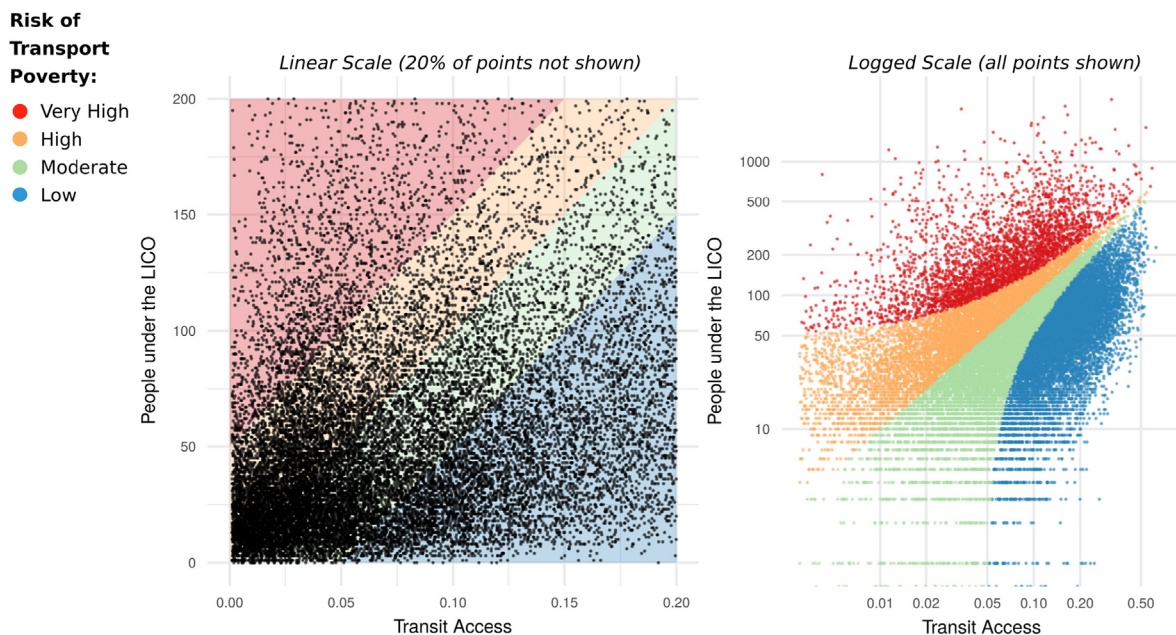 Risk of
Transport
Poverty:
Very High
High
Moderate
Low
Linear Scale (20% of points not shown)
People under the LICO
200
150
100
50
0
0.00 0.05 0.10 0.15 0.20
Transit Access
Logged Scale (all points shown)
People under the LICO
1000
500
200
100
50
10
0.01 0.02 0.05 0.10 0.20 0.50
Transit Access